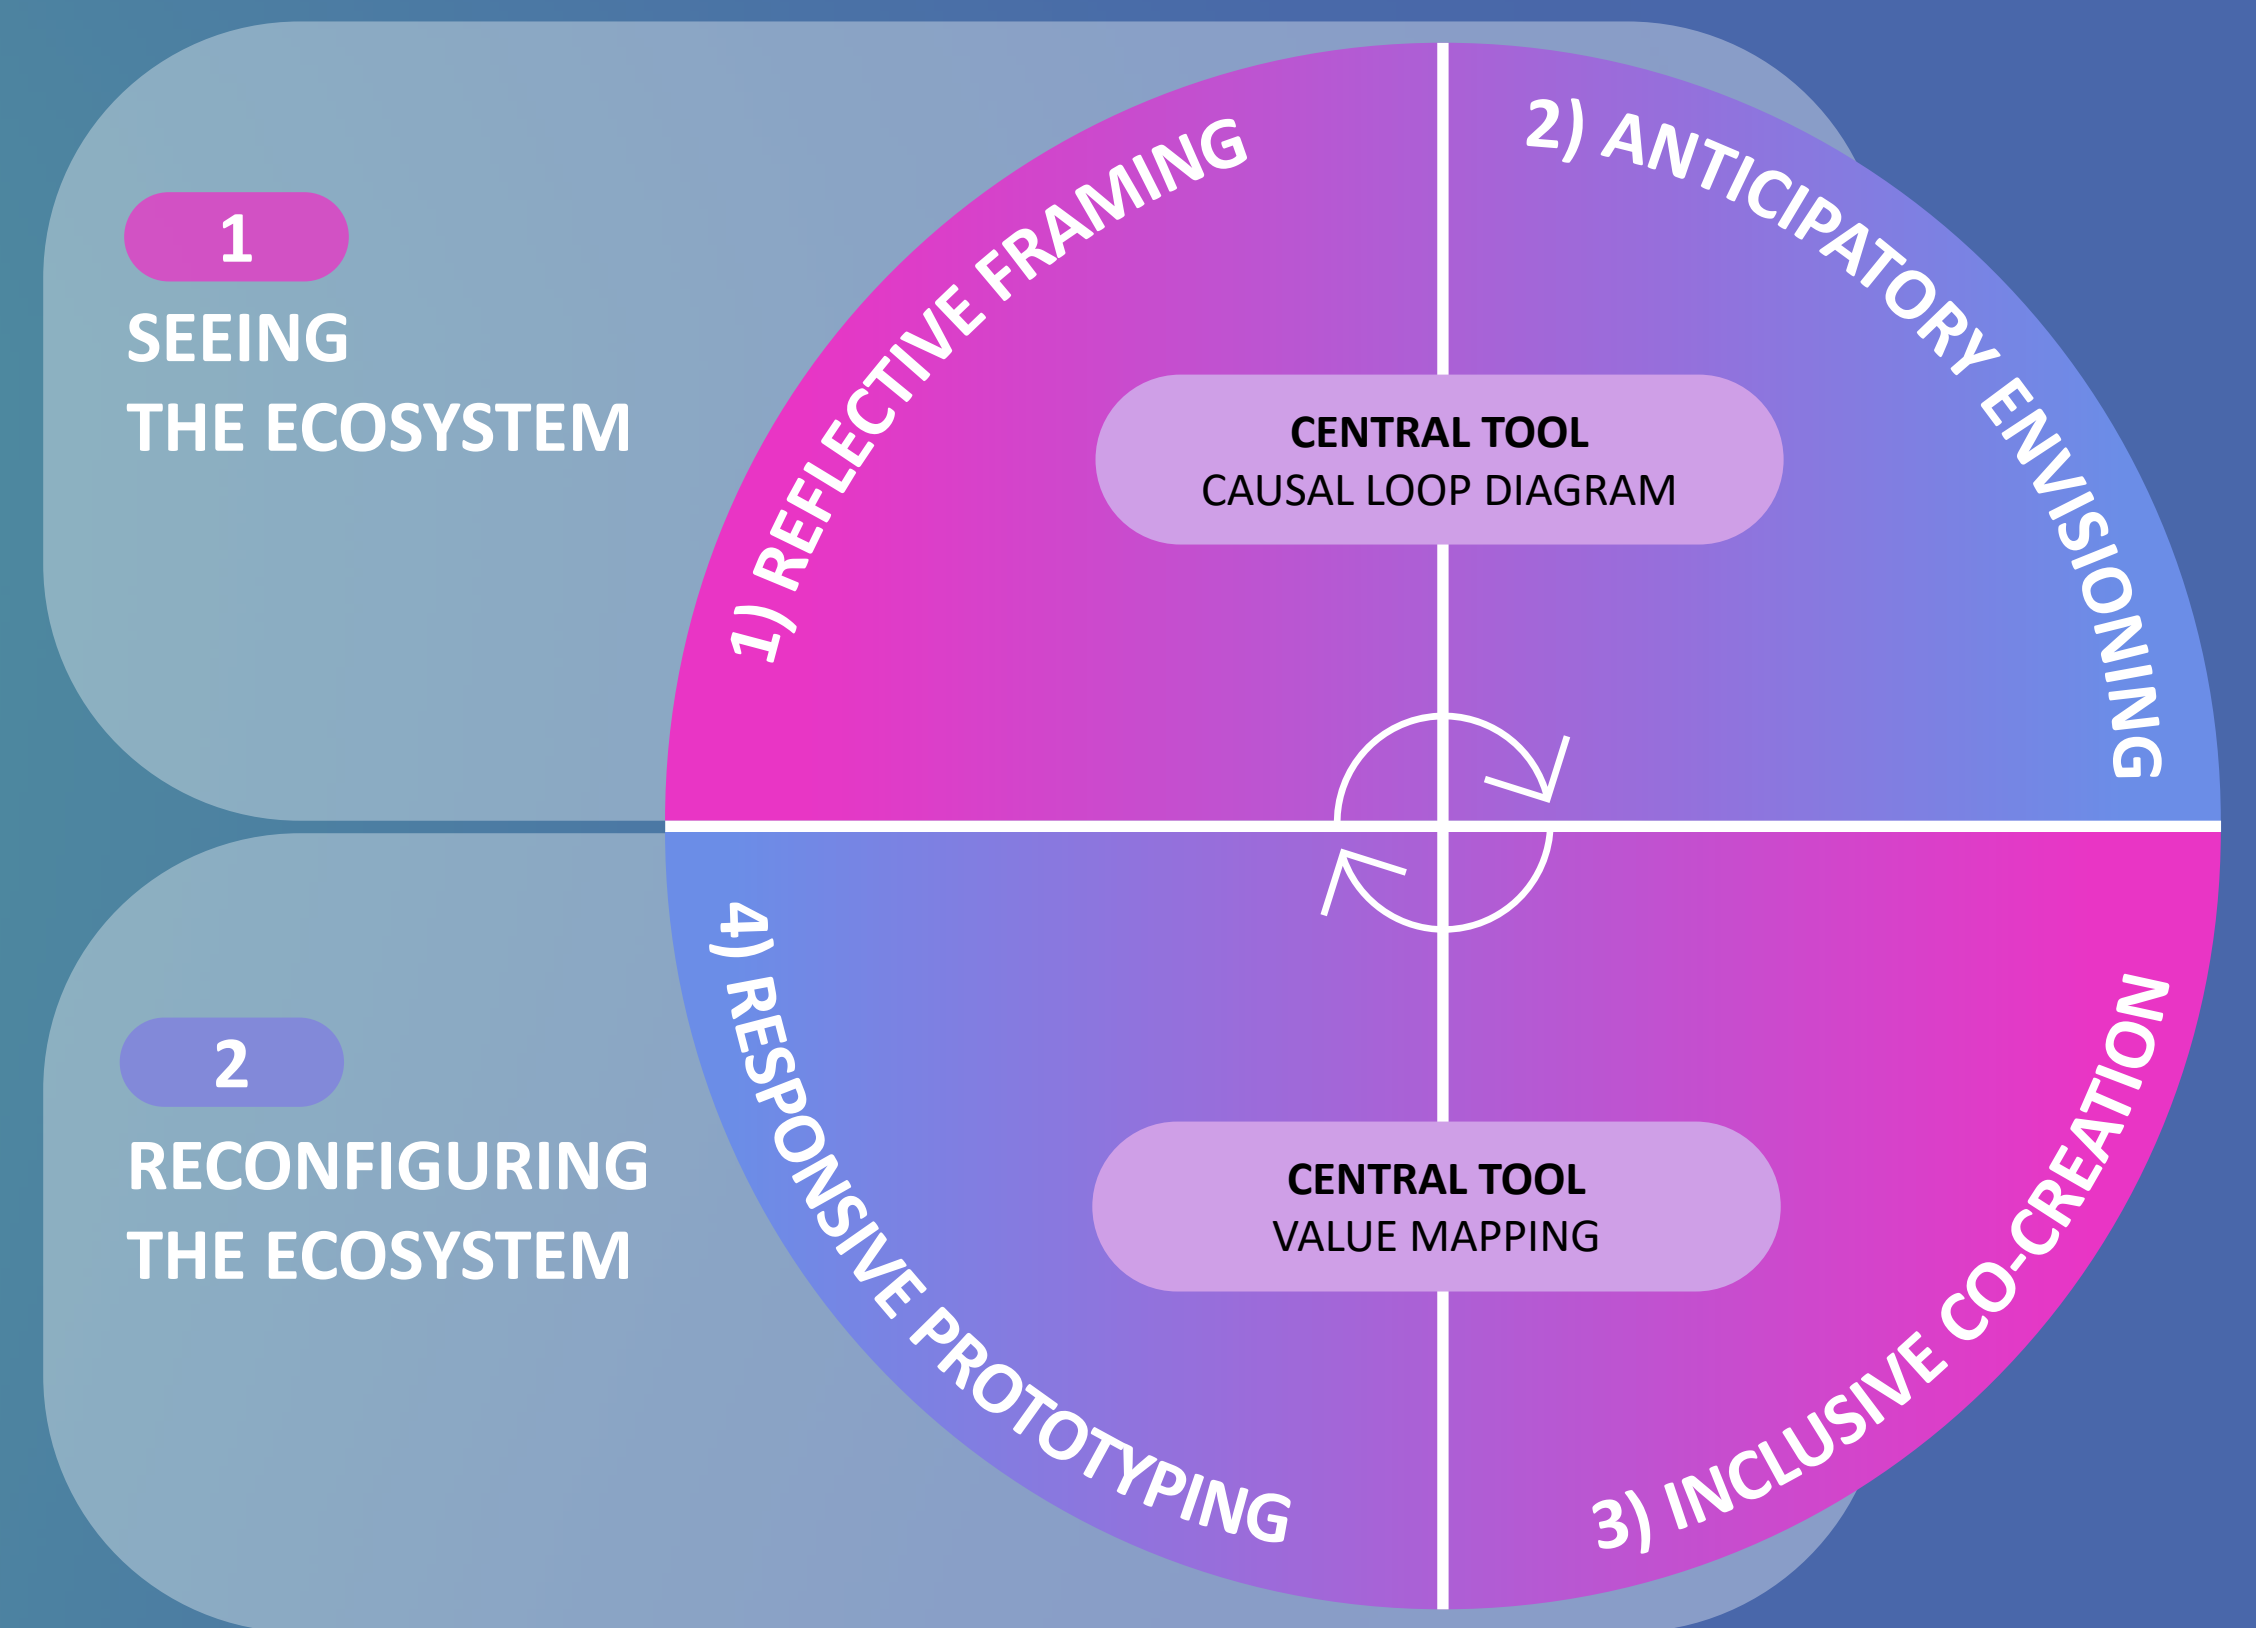 1
SEEING
THE ECOSYSTEM
1) REFLECTIVE FRAMING
2) ANTICIPATORY ENVISIONING
CENTRAL TOOL
CAUSAL LOOP DIAGRAM
2
RECONFIGURING
THE ECOSYSTEM
3) INCLUSIVE CO-CREATION
4) RESPONSIVE PROTOTYPING
CENTRAL TOOL
VALUE MAPPING